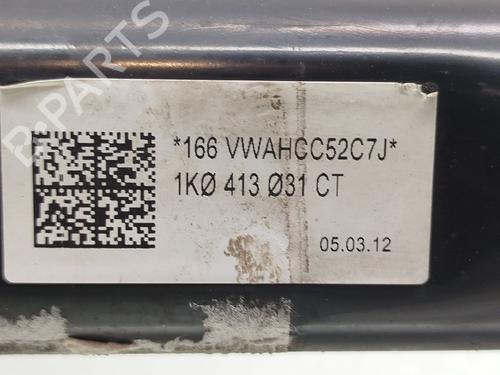 B-PARTS
*166 VWAHCC52C7J*
1KØ 413 Ø31 CT
05.03.12